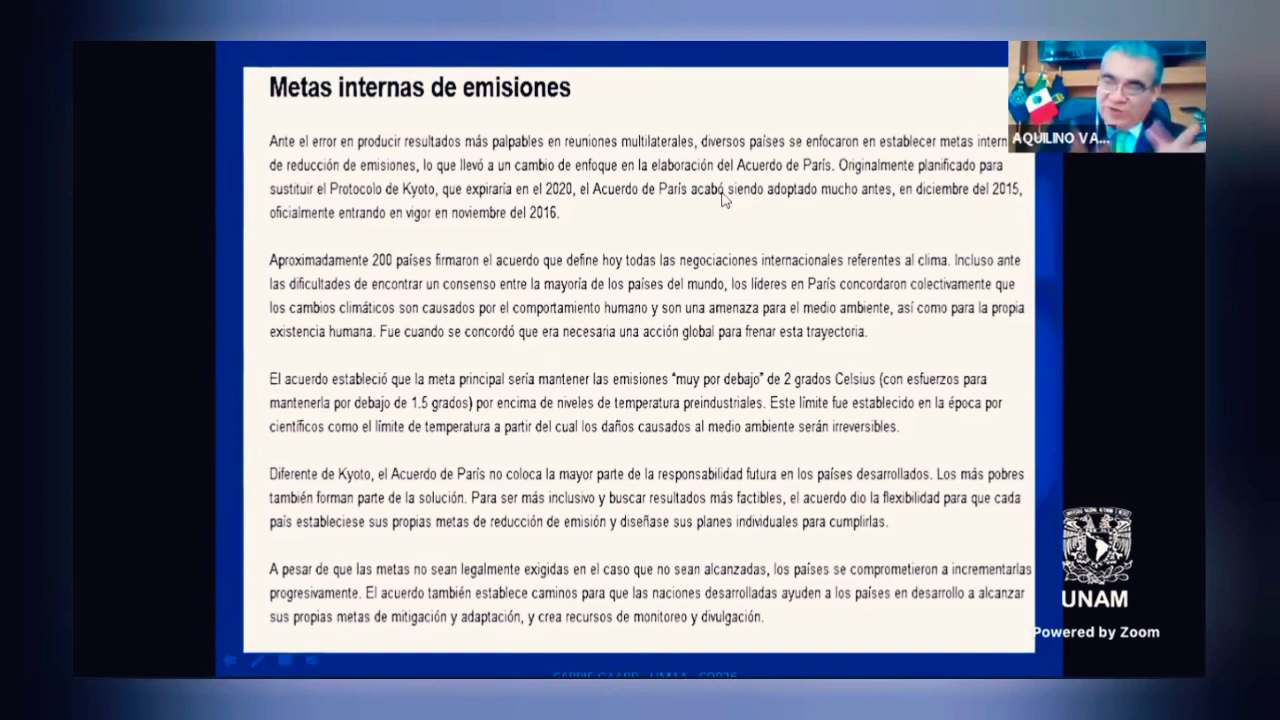 Metas internas de emisiones
Ante el error en producir resultados más palpables en reuniones multilaterales, diversos países se enfocaron en establecer metas intern
de reducción de emisiones, lo que llevó a un cambio de enfoque en la elaboración del Acuerdo de París. Originalmente planificado para
sustituir el Protocolo de Kyoto, que expiraría en el 2020, el Acuerdo de París acabó siendo adoptado mucho antes, en diciembre del 2015,
oficialmente entrando en vigor en noviembre del 2016.
Aproximadamente 200 países firmaron el acuerdo que define hoy todas las negociaciones internacionales referentes al clima. Incluso ante
las dificultades de encontrar un consenso entre la mayoría de los países del mundo, los líderes en París concordaron colectivamente que
los cambios climáticos son causados por el comportamiento humano y son una amenaza para el medio ambiente, así como para la propia
existencia humana. Fue cuando se concordó que era necesaria una acción global para frenar esta trayectoria.
El acuerdo estableció que la meta principal sería mantener las emisiones “muy por debajo” de 2 grados Celsius (con esfuerzos para
mantenerla por debajo de 1.5 grados) por encima de niveles de temperatura preindustriales. Este límite fue establecido en la época por
científicos como el límite de temperatura a partir del cual los daños causados al medio ambiente serán irreversibles.
Diferente de Kyoto, el Acuerdo de París no coloca la mayor parte de la responsabilidad futura en los países desarrollados. Los más pobres
también forman parte de la solución. Para ser más inclusivo y buscar resultados más factibles, el acuerdo dio la flexibilidad para que cada
país estableciese sus propias metas de reducción de emisión y diseñase sus planes individuales para cumplirlas.
A pesar de que las metas no sean legalmente exigidas en el caso que no sean alcanzadas, los países se comprometieron a incrementarlas
progresivamente. El acuerdo también establece caminos para que las naciones desarrolladas ayuden a los países en desarrollo a alcanzar
sus propias metas de mitigación y adaptación, y crea recursos de monitoreo y divulgación.
AQUILINO VA...
UNAM
Powered by Zoom